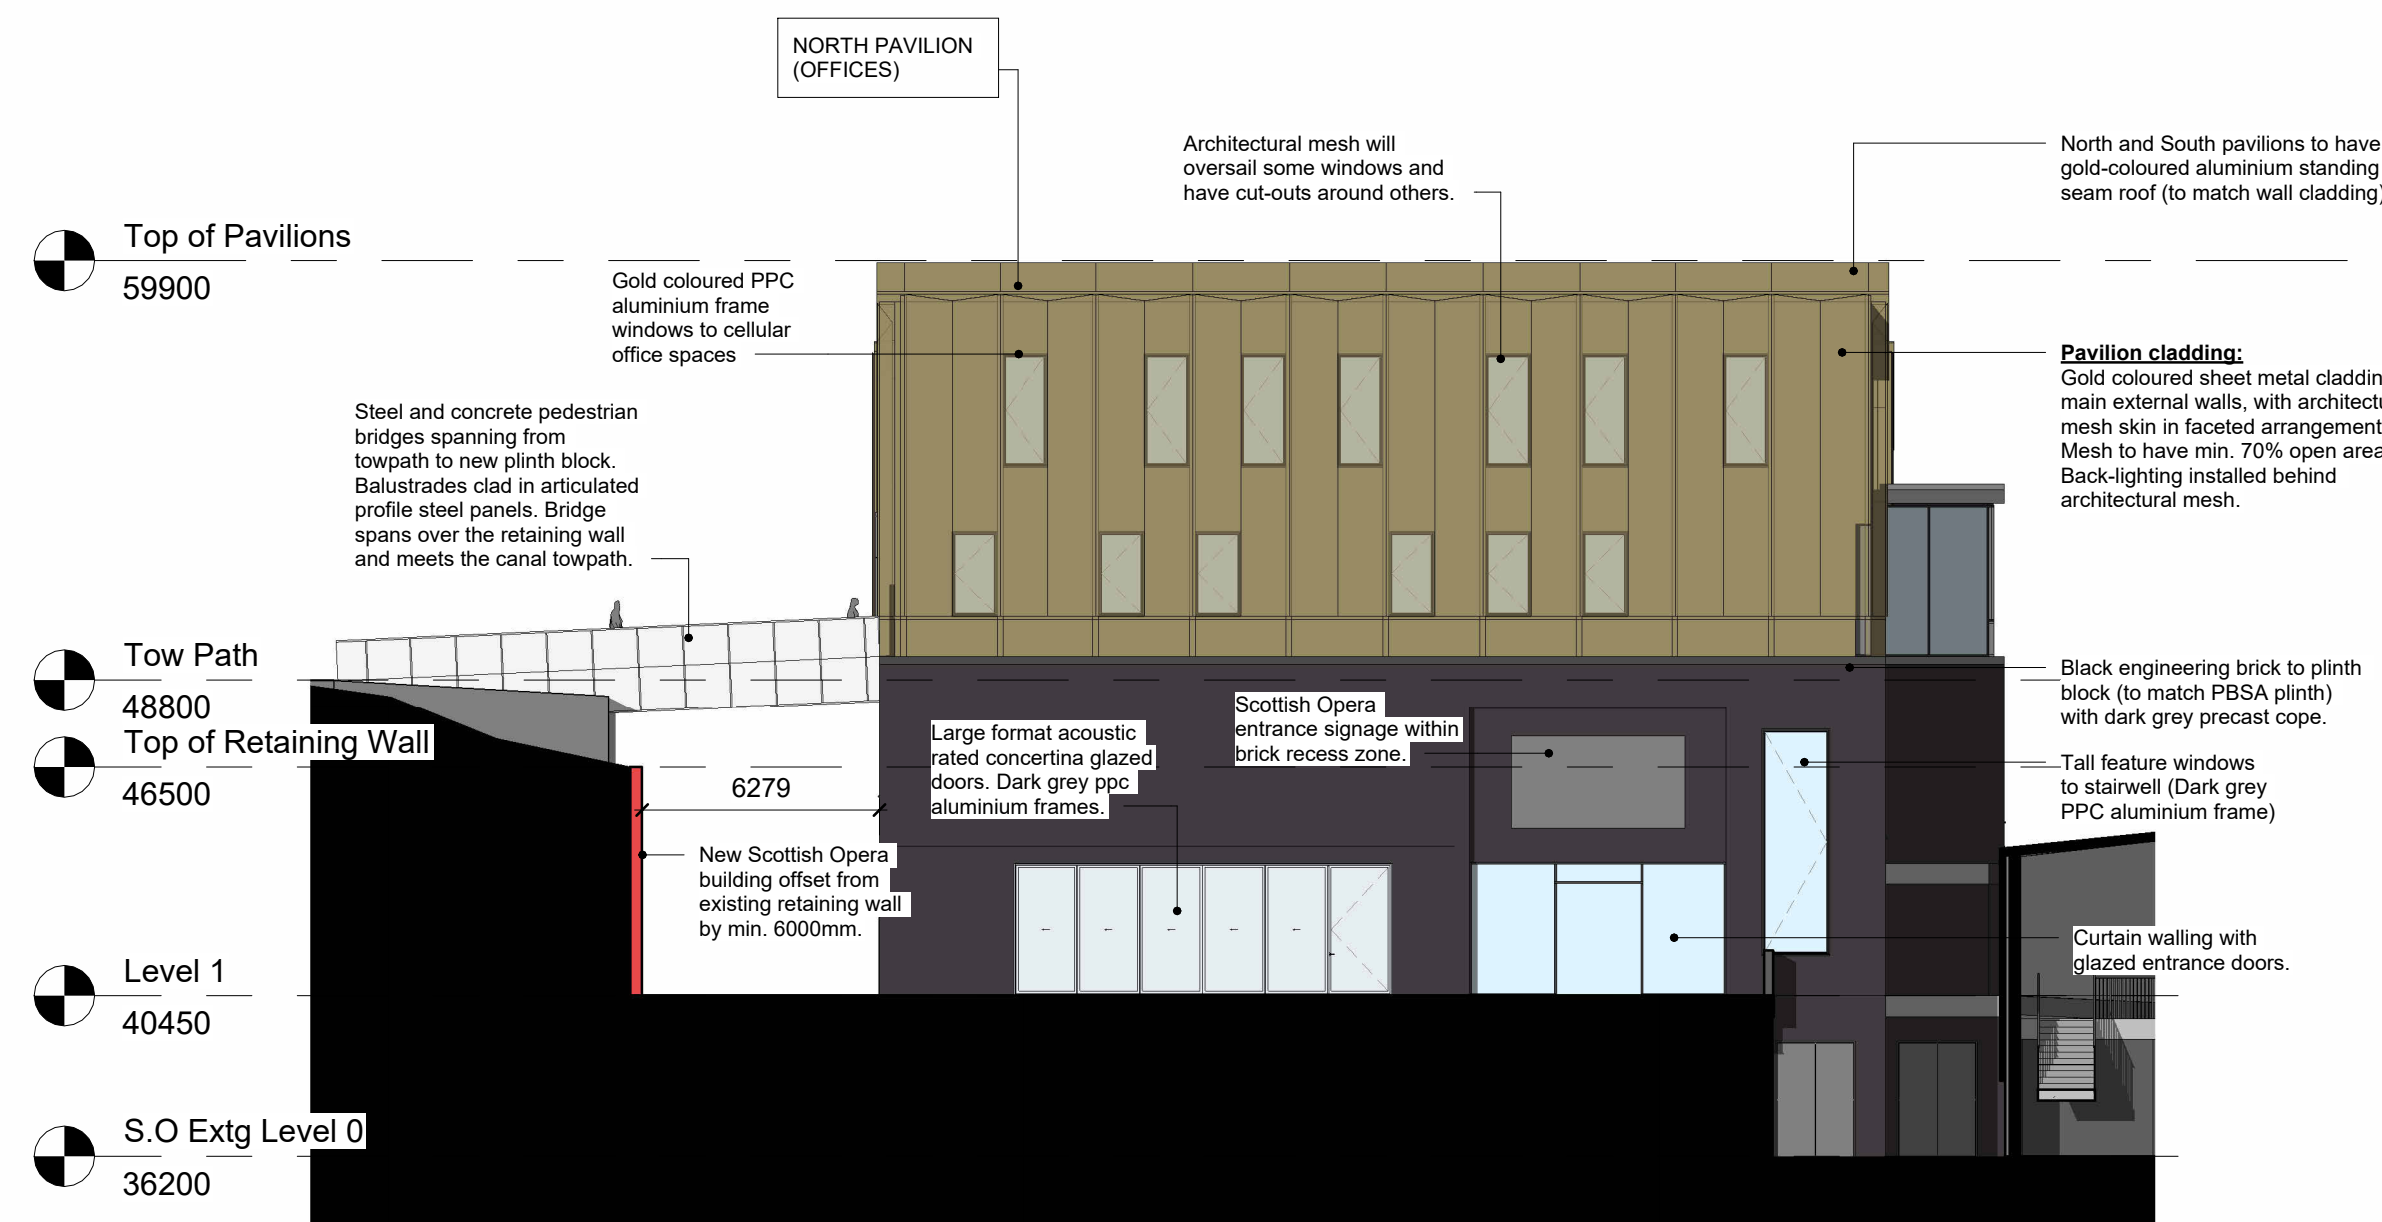 NORTH PAVILION
(OFFICES)
Architectural mesh will
oversail some windows and
have cut-outs around others.
North and South pavilions to have
gold-coloured aluminium standing
seam roof (to match wall cladding)
Top of Pavilions
59900
Gold coloured PPC
aluminium frame
windows to cellular
office spaces
Pavilion cladding:
Gold coloured sheet metal
main external walls, with
mesh skin in faceted arrangement
Mesh to have min. 70% open area
Back-lighting installed behind
architectural mesh.
Steel and concrete pedestrian
bridges spanning from
towpath to new plinth block.
Balustrades clad in articulated
profile steel panels. Bridge
spans over the retaining wall
and meets the canal towpath.
Tow Path
48800
Top of Retaining Wall
46500
6279
Large format acoustic
rated concertina glazed
doors. Dark grey ppc
aluminium frames.
Scottish Opera
entrance signage within
brick recess zone.
Black engineering brick to plinth
block (to match PBSA plinth)
with dark grey precast cope.
Tall feature windows
to stairwell (Dark grey
PPC aluminium frame)
New Scottish Opera
building offset from
existing retaining wall
by min. 6000mm.
Curtain walling with
glazed entrance doors.
Level 1
40450
S.O Extg Level 0
36200